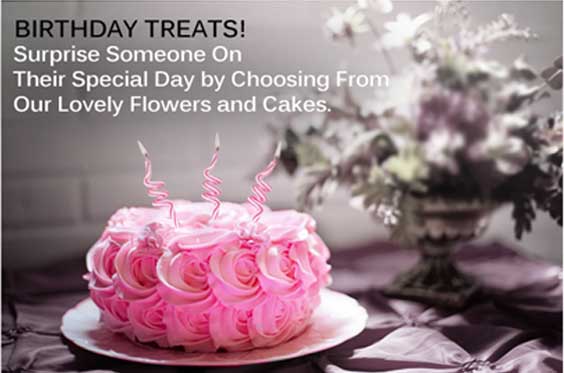 BIRTHDAY TREATS!
Surprise Someone On
Their Special Day by Choosing From
Our Lovely Flowers and Cakes.